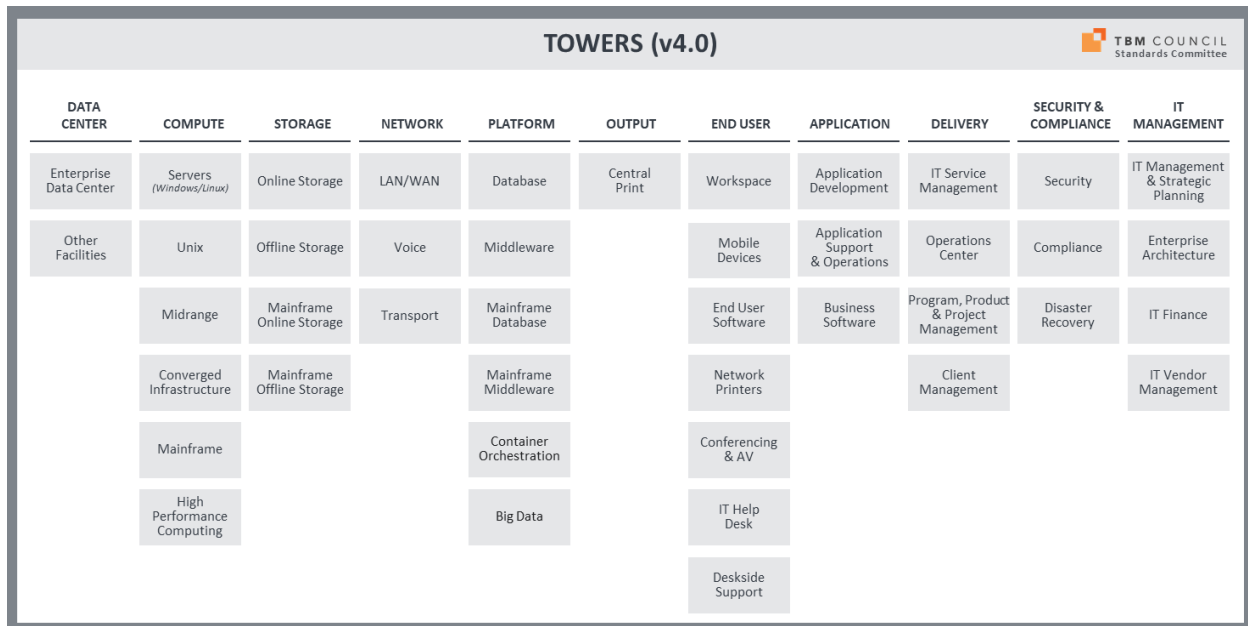 TOWERS (v4.0)
TBM COUNCIL
Standards Committee
DATA
CENTER
Enterprise
Data Center
Other
Facilities
COMPUTE
Servers
(Windows/Linux)
Unix
Midrange
Converged
Infrastructure
Mainframe
High
Performance
Computing
STORAGE
Online Storage
Offline Storage
Mainframe
Online Storage
Mainframe
Offline Storage
NETWORK
LAN/WAN
Voice
Transport
PLATFORM
Database
Middleware
Mainframe
Database
Mainframe
Middleware
Container
Orchestration
Big Data
OUTPUT
Central
Print
END USER
Workspace
Mobile
Devices
End User
Software
Network
Printers
Conferencing
& AV
IT Help
Desk
Deskside
Support
APPLICATION
Application
Development
Application
Support
& Operations
Business
Software
DELIVERY
IT Service
Management
Operations
Center
Program, Product
& Project
Management
Client
Management
SECURITY &
COMPLIANCE
Security
Compliance
Disaster
Recovery
IT
MANAGEMENT
IT Management
& Strategic
Planning
Enterprise
Architecture
IT Finance
IT Vendor
Management